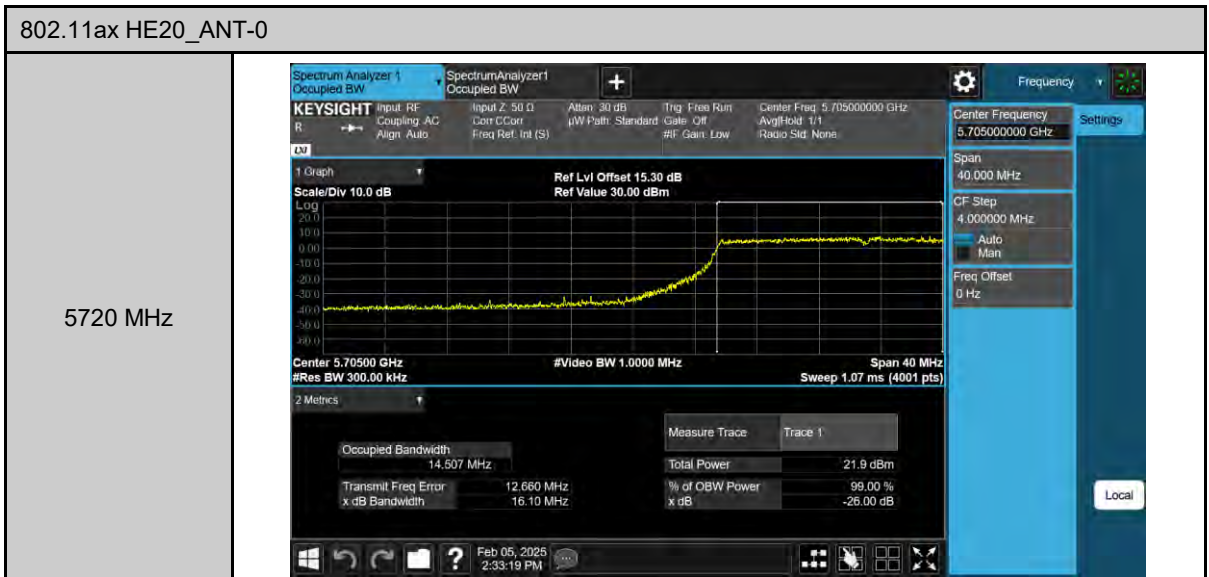 802.11ax HE20_ANT-0
5720 MHz
Spectrum Analyzer 1
Occupied BW
SpectrumAnalyzer1
Occupied BW
+
Frequency
KEYSIGHT
R
LXI
Input: RF
Coupling: AC
Align: Auto
Input Z: 50 Ω
Corr CCorr
Freq Ref: Int (S)
Atten: 30 dB
µW Path: Standard
Trig: Free Run
Gate: Off
#IF Gain: Low
Center Freq: 5.705000000 GHz
Avg|Hold: 1/1
Radio Std: None
Center Frequency
5.705000000 GHz
Settings
Span
40.000 MHz
CF Step
4.000000 MHz
Auto
Man
Freq Offset
0 Hz
Local
1 Graph
Scale/Div 10.0 dB
Ref Lvl Offset 15.30 dB
Ref Value 30.00 dBm
Log
20.0
10.0
0.00
-10.0
-20.0
-30.0
-40.0
-50.0
-60.0
Center 5.70500 GHz
#Res BW 300.00 kHz
#Video BW 1.0000 MHz
Span 40 MHz
Sweep 1.07 ms (4001 pts)
2 Metrics
Measure Trace Trace 1
Occupied Bandwidth
14.507 MHz
Total Power 21.9 dBm
Transmit Freq Error 12.660 MHz
% of OBW Power 99.00 %
x dB Bandwidth 16.10 MHz
x dB -26.00 dB
?
Feb 05, 2025
2:33:19 PM